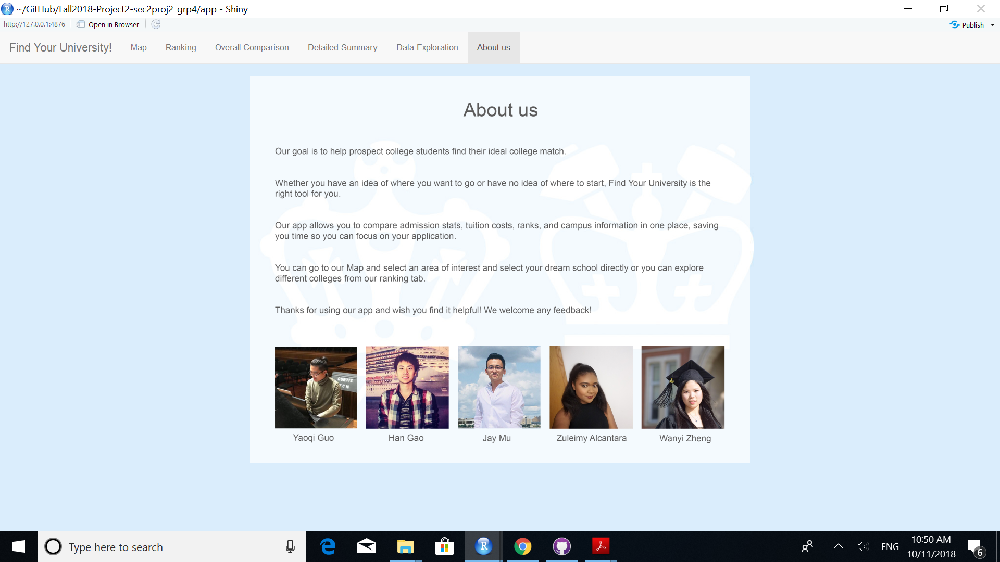 ~/GitHub/Fall2018-Project2-sec2proj2_grp4/app - Shiny
http://127.0.0.1:4876 Open in Browser Publish
Find Your University! Map Ranking Overall Comparison Detailed Summary Data Exploration About us
About us
Our goal is to help prospect college students find their ideal college match.
Whether you have an idea of where you want to go or have no idea of where to start, Find Your University is the
right tool for you.
Our app allows you to compare admission stats, tuition costs, ranks, and campus information in one place, saving
you time so you can focus on your application.
You can go to our Map and select an area of interest and select your dream school directly or you can explore
different colleges from our ranking tab.
Thanks for using our app and wish you find it helpful! We welcome any feedback!
CURTIS
Yaoqi Guo Han Gao Jay Mu Zuleimy Alcantara Wanyi Zheng
Type here to search
ENG
10:50 AM
10/11/2018
6